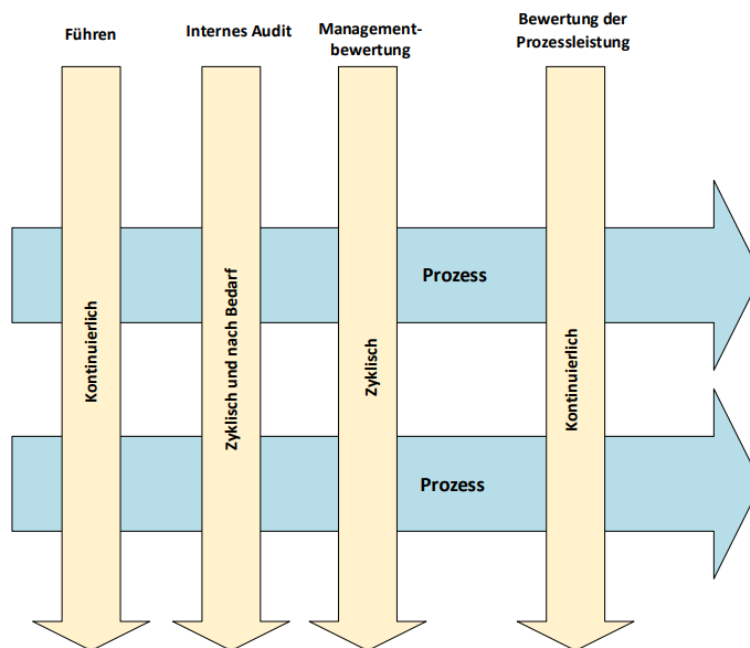 Führen
Internes Audit
Management-
bewertung
Bewertung der
Prozessleistung
Kontinuierlich
Zyklisch und nach Bedarf
Zyklisch
Kontinuierlich
Prozess
Prozess